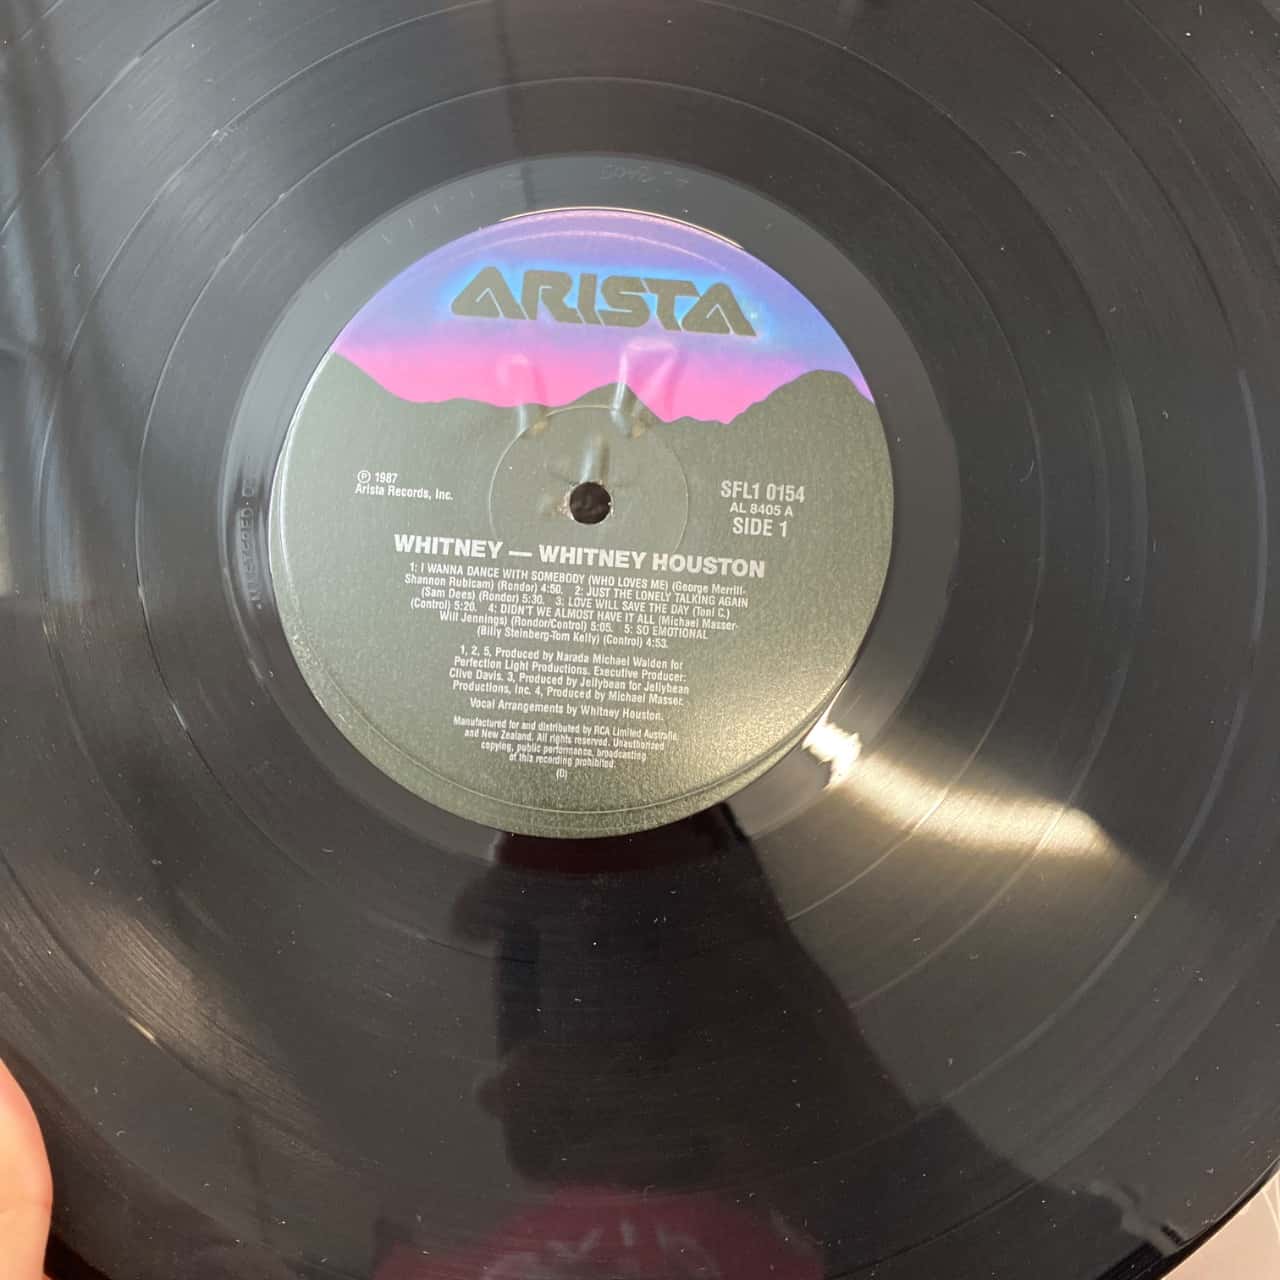 ARISTA
℗ 1987
Arista Records, Inc.
SFL1 0154
AL 8405 A
SIDE 1
WHITNEY — WHITNEY HOUSTON
1: I WANNA DANCE WITH SOMEBODY (WHO LOVES ME) (George Merrill-
Shannon Rubicam) (Rondor) 4:50. 2: JUST THE LONELY TALKING AGAIN
(Sam Dees) (Rondor) 5:30. 3: LOVE WILL SAVE THE DAY (Toni C.)
(Control) 5:20. 4: DIDN'T WE ALMOST HAVE IT ALL (Michael Masser-
Will Jennings) (Rondor/Control) 5:05. 5: SO EMOTIONAL
(Billy Steinberg-Tom Kelly) (Control) 4:53.
1, 2, 5, Produced by Narada Michael Walden for
Perfection Light Productions. Executive Producer:
Clive Davis. 3, Produced by Jellybean for Jellybean
Productions, Inc. 4, Produced by Michael Masser.
Vocal Arrangements by Whitney Houston.
Manufactured for and distributed by RCA Limited Australia,
and New Zealand. All rights reserved. Unauthorized
copying, public performance, broadcasting
of this recording prohibited.
(D)